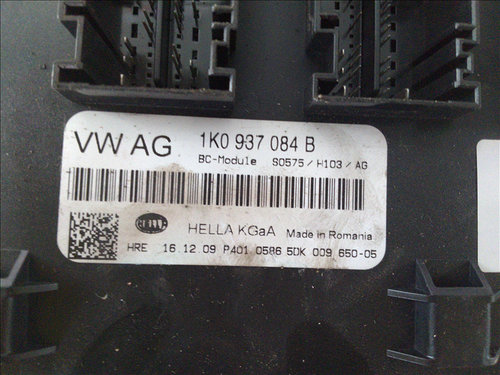 VW AG 1K0 937 084 B
BC-Module S0575/H103/AG
HELLA
HELLA KGaA Made in Romania
HRE 16.12.09 P401 0586 5DK 009 650-05